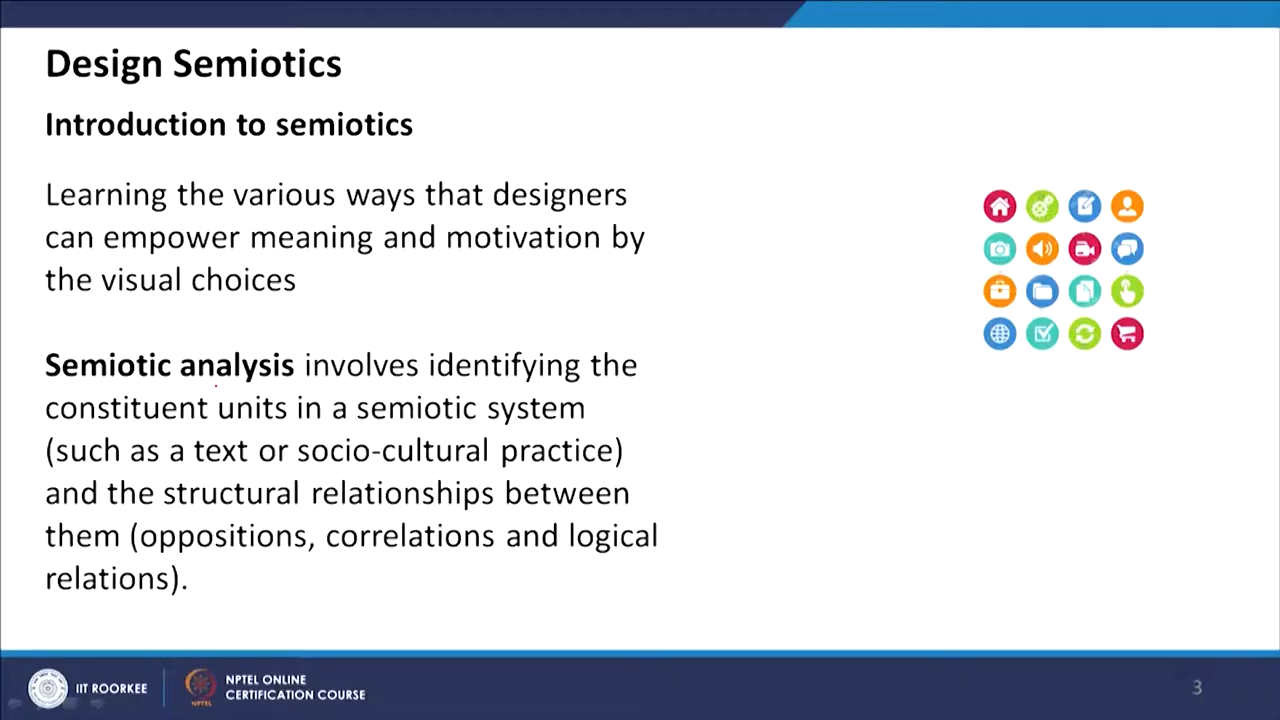 Design Semiotics
Introduction to semiotics
Learning the various ways that designers
can empower meaning and motivation by
the visual choices
Semiotic analysis involves identifying the
constituent units in a semiotic system
(such as a text or socio-cultural practice)
and the structural relationships between
them (oppositions, correlations and logical
relations).
IIT ROORKEE
NPTEL
NPTEL ONLINE
CERTIFICATION COURSE
3